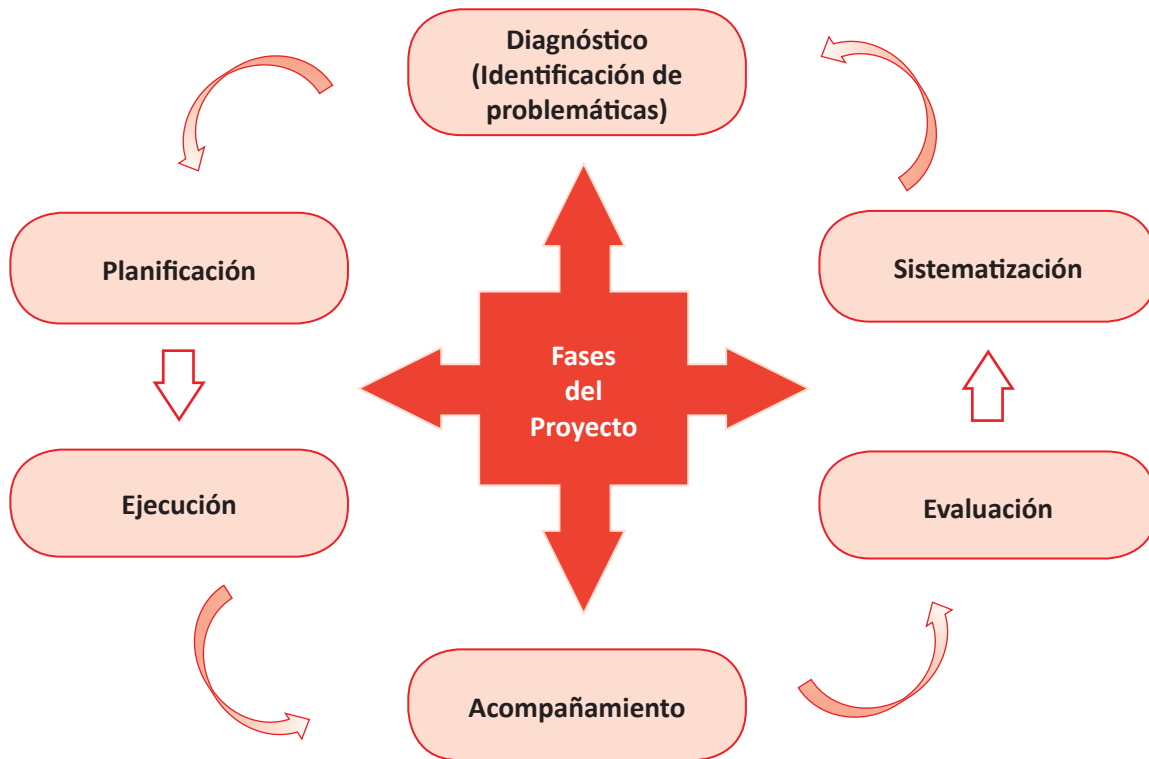 Diagnóstico
(Identificación de
problemáticas)
Planificación
Sistematización
Fases
del
Proyecto
Ejecución
Evaluación
Acompañamiento